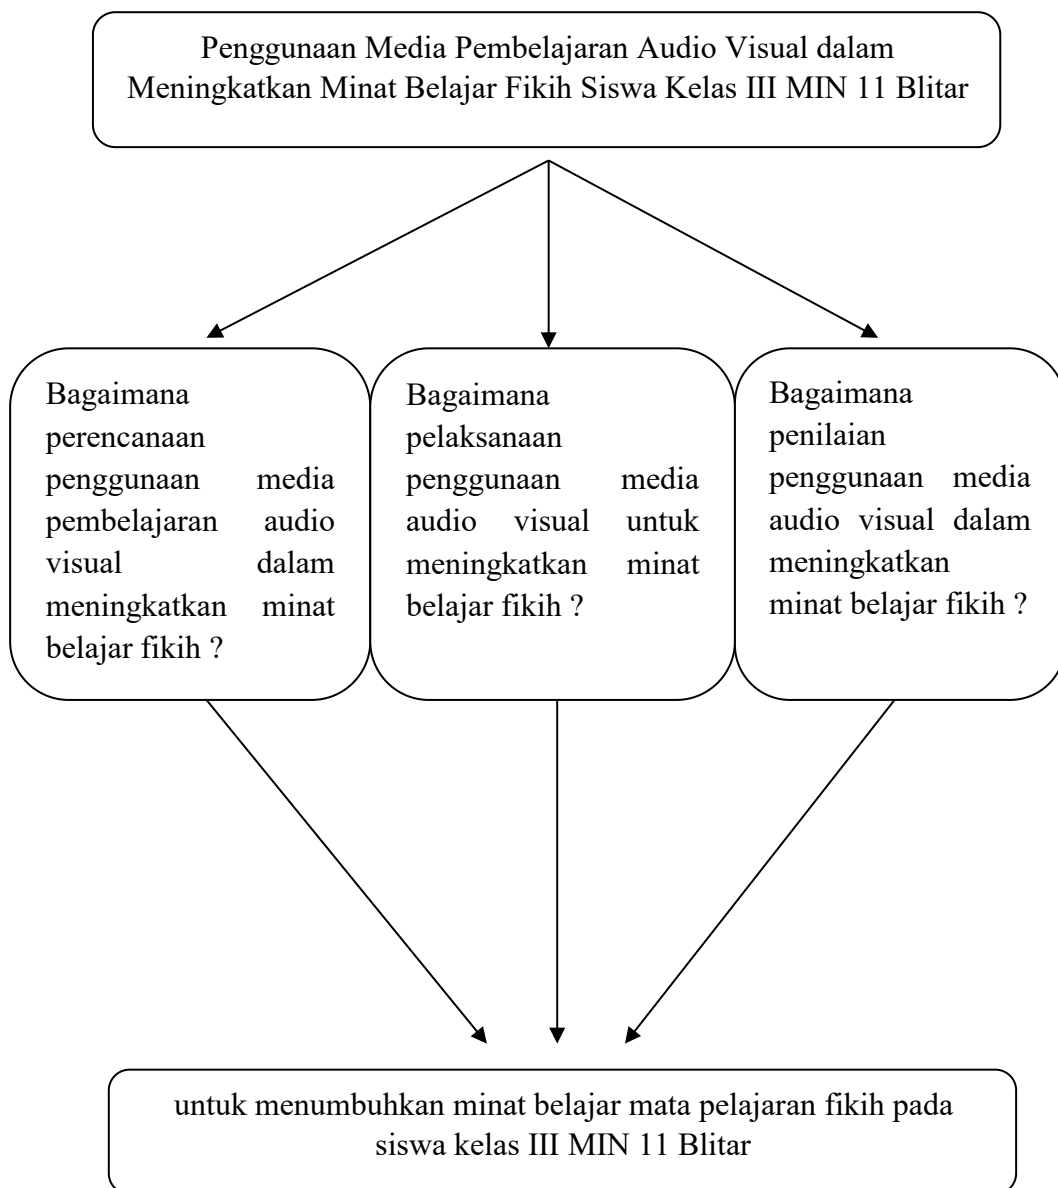 Penggunaan Media Pembelajaran Audio Visual dalam
Meningkatkan Minat Belajar Fikih Siswa Kelas III MIN 11 Blitar
Bagaimana
perencanaan
penggunaan media
pembelajaran audio
visual dalam
meningkatkan minat
belajar fikih ?
Bagaimana
pelaksanaan
penggunaan media
audio visual untuk
meningkatkan minat
belajar fikih ?
Bagaimana
penilaian
penggunaan media
audio visual dalam
meningkatkan
minat belajar fikih ?
untuk menumbuhkan minat belajar mata pelajaran fikih pada
siswa kelas III MIN 11 Blitar